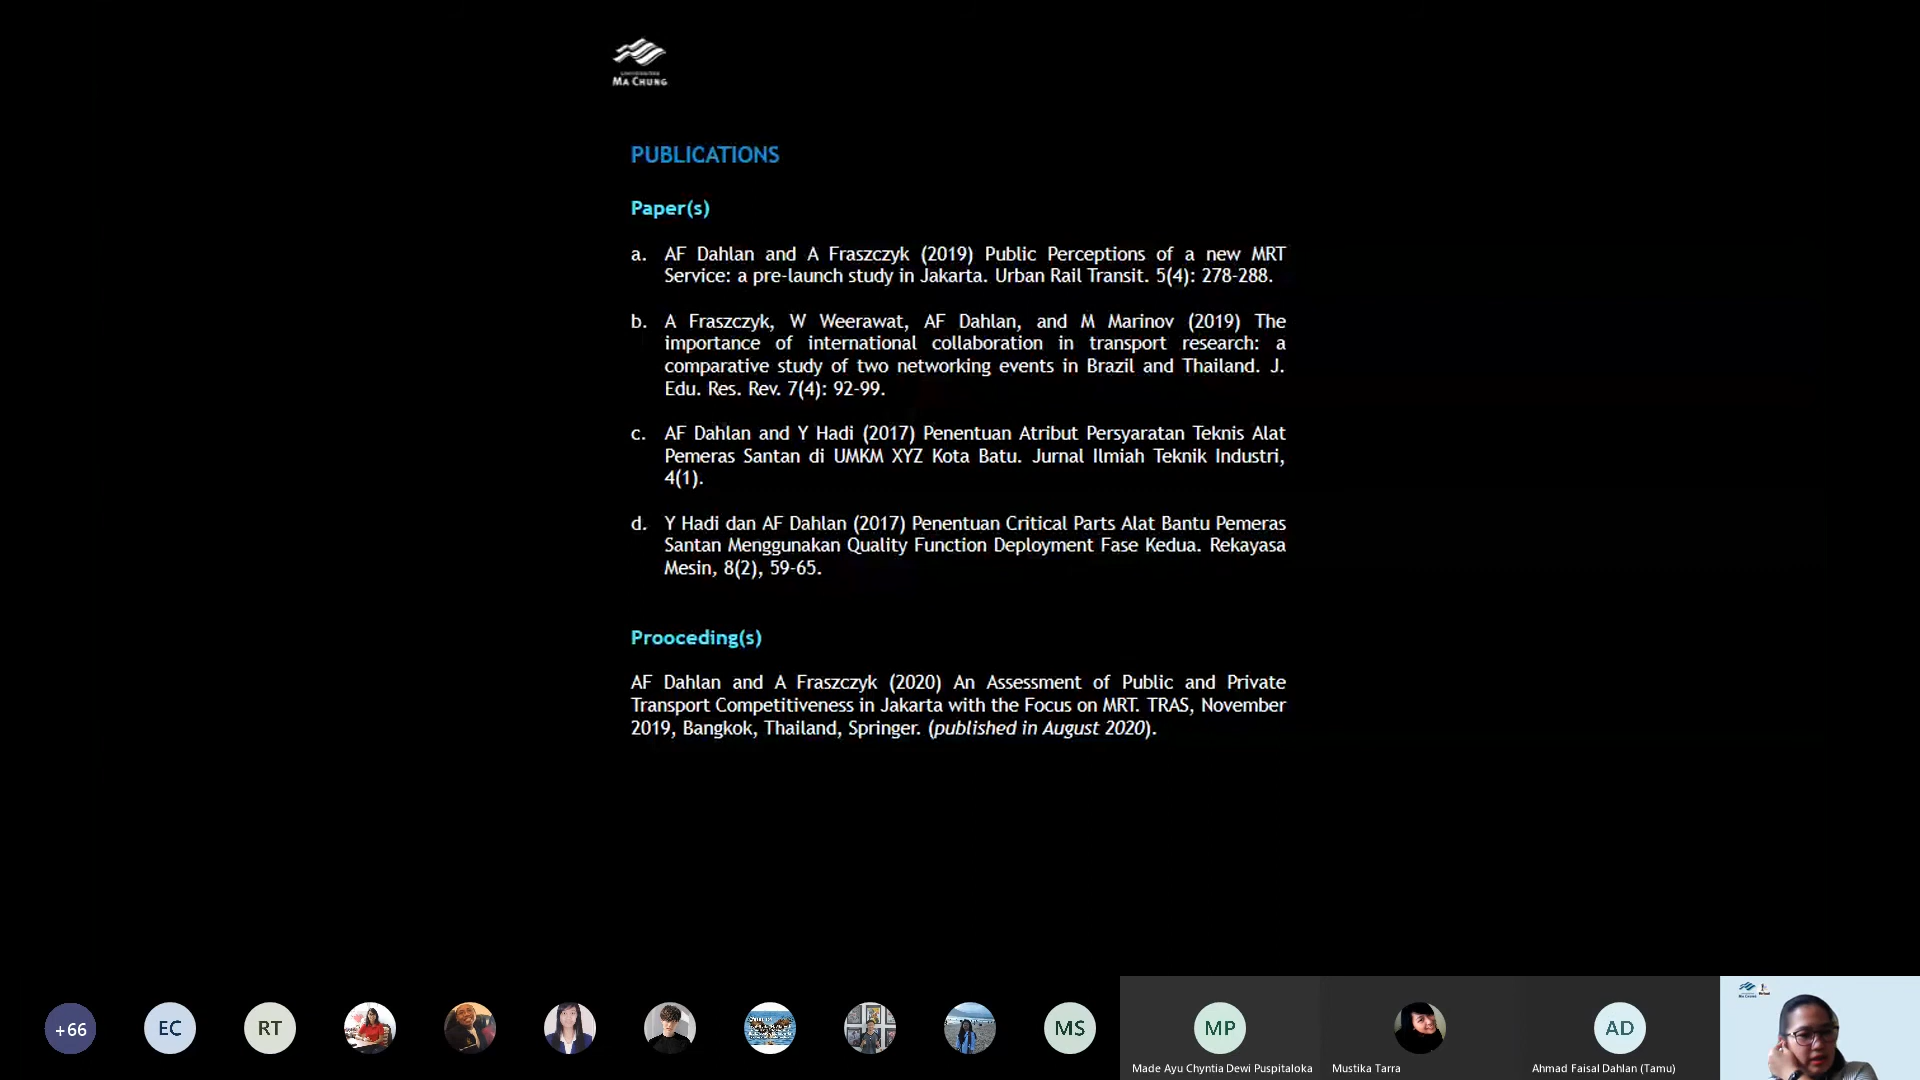 MA CHUNG
PUBLICATIONS
Paper(s)
a. AF Dahlan and A Fraszczyk (2019) Public Perceptions of a new MRT
Service: a pre-launch study in Jakarta. Urban Rail Transit. 5(4): 278-288.
b. A Fraszczyk, W Weerawat, AF Dahlan, and M Marinov (2019) The
importance of international collaboration in transport research: a
comparative study of two networking events in Brazil and Thailand. J.
Edu. Res. Rev. 7(4): 92-99.
c. AF Dahlan and Y Hadi (2017) Penentuan Atribut Persyaratan Teknis Alat
Pemeras Santan di UMKM XYZ Kota Batu. Jurnal Ilmiah Teknik Industri,
4(1).
d. Y Hadi dan AF Dahlan (2017) Penentuan Critical Parts Alat Bantu Pemeras
Santan Menggunakan Quality Function Deployment Fase Kedua. Rekayasa
Mesin, 8(2), 59-65.
Prooceding(s)
AF Dahlan and A Fraszczyk (2020) An Assessment of Public and Private
Transport Competitiveness in Jakarta with the Focus on MRT. TRAS, November
2019, Bangkok, Thailand, Springer. (published in August 2020).
+66 EC RT MS MP AD
Made Ayu Chyntia Dewi Puspitaloka Mustika Tarra Ahmad Faisal Dahlan (Tamu)